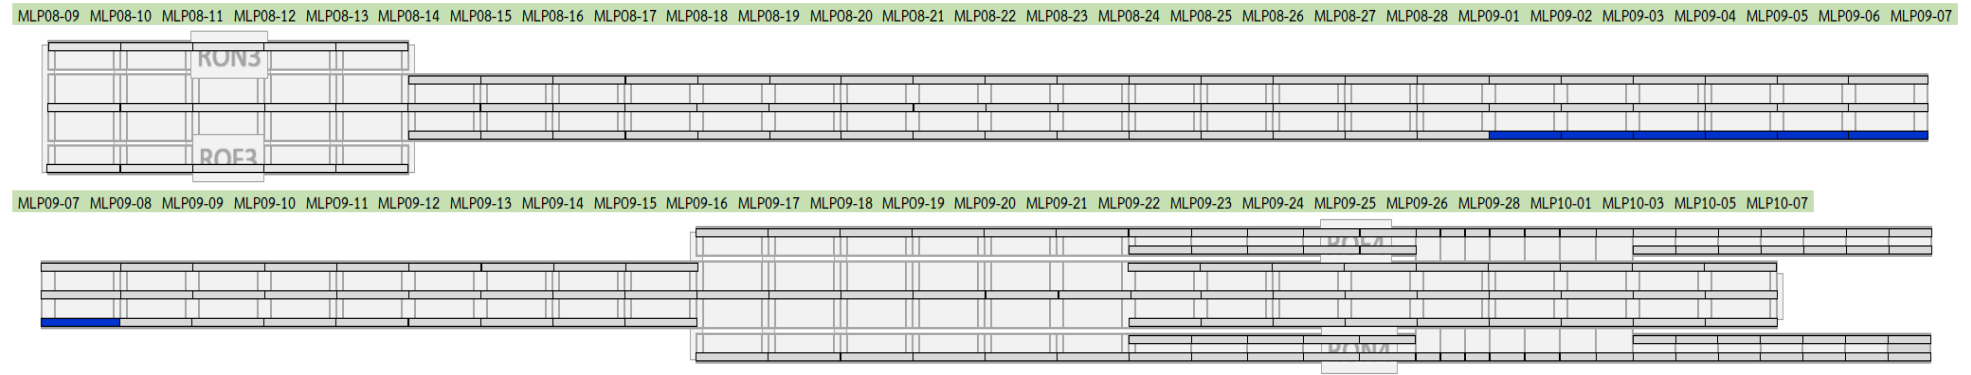 MLP08-09 MLP08-10 MLP08-11 MLP08-12 MLP08-13 MLP08-14 MLP08-15 MLP08-16 MLP08-17 MLP08-18 MLP08-19 MLP08-20 MLP08-21 MLP08-22 MLP08-23 MLP08-24 MLP08-25 MLP08-26 MLP08-27 MLP08-28 MLP09-01 MLP09-02 MLP09-03 MLP09-04 MLP09-05 MLP09-06 MLP09-07
RON3
ROF3
MLP09-07 MLP09-08 MLP09-09 MLP09-10 MLP09-11 MLP09-12 MLP09-13 MLP09-14 MLP09-15 MLP09-16 MLP09-17 MLP09-18 MLP09-19 MLP09-20 MLP09-21 MLP09-22 MLP09-23 MLP09-24 MLP09-25 MLP09-26 MLP09-28 MLP10-01 MLP10-03 MLP10-05 MLP10-07
ROF4
RON4